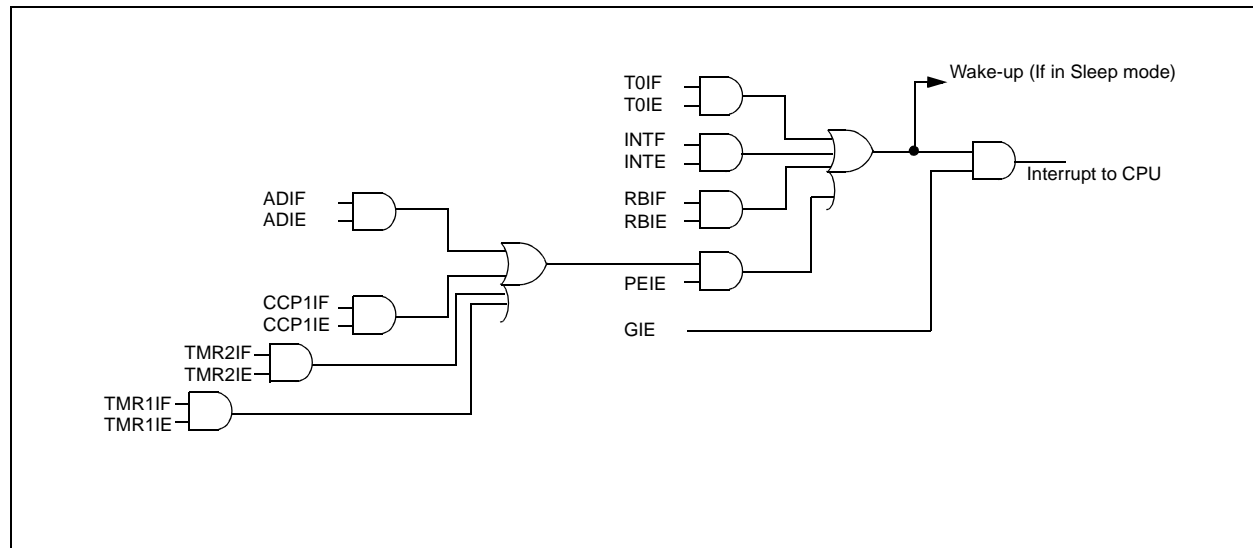 Wake-up (If in Sleep mode)
T0IF
T0IE
INTF
INTE
Interrupt to CPU
RBIF
RBIE
ADIF
ADIE
PEIE
CCP1IF
CCP1IE
GIE
TMR2IF
TMR2IE
TMR1IF
TMR1IE